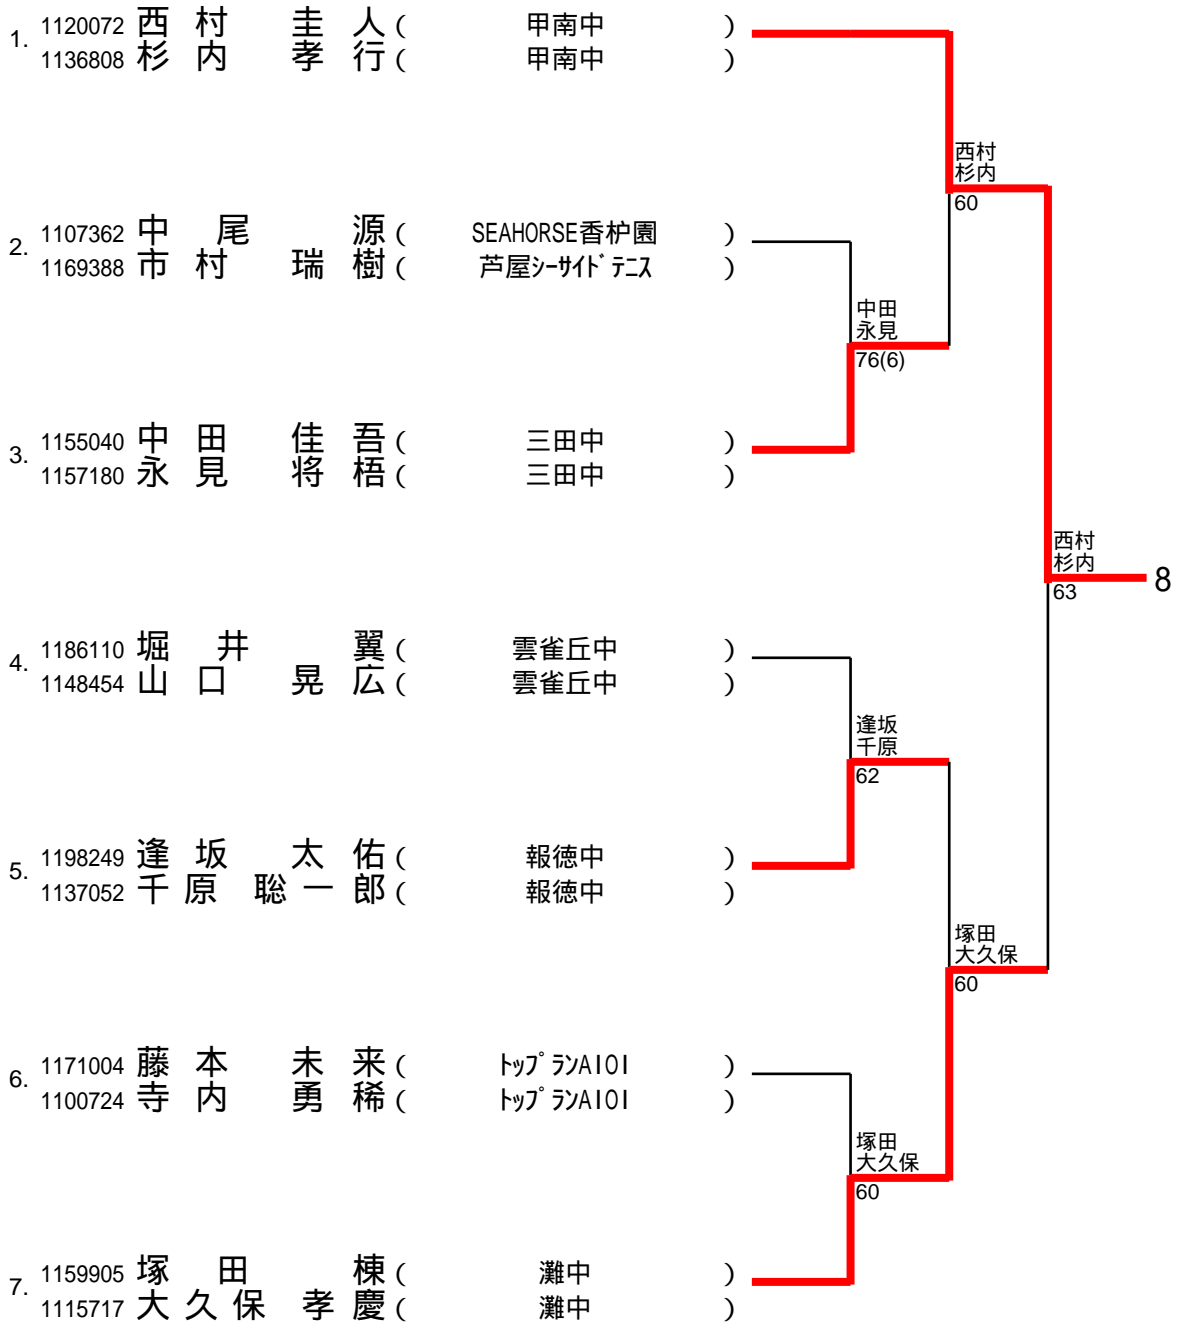 1. 1120072 西村 圭人 ( 甲南中 )
1136808 杉内 孝行 ( 甲南中 )
西村
杉内
60
2. 1107362 中尾 源 ( SEAHORSE香枦園 )
1169388 市村 瑞樹 ( 芦屋ｼｰｻｲﾄﾞﾃﾆｽ )
中田
永見
76(6)
3. 1155040 中田 佳吾 ( 三田中 )
1157180 永見 将梧 ( 三田中 )
西村
杉内
63
8
4. 1186110 堀井 翼 ( 雲雀丘中 )
1148454 山口 晃広 ( 雲雀丘中 )
逢坂
千原
62
5. 1198249 逢坂 太佑 ( 報徳中 )
1137052 千原 聡一郎 ( 報徳中 )
塚田
大久保
60
6. 1171004 藤本 未来 ( ﾄｯﾌﾟﾗﾝAIOI )
1100724 寺内 勇稀 ( ﾄｯﾌﾟﾗﾝAIOI )
塚田
大久保
60
7. 1159905 塚田 棟 ( 灘中 )
1115717 大久保 孝慶 ( 灘中 )